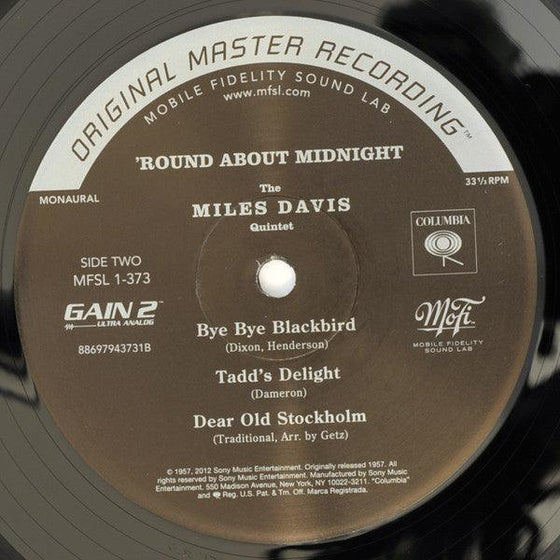 ORIGINAL MASTER RECORDING™
MOBILE FIDELITY SOUND LAB
www.mfsl.com
'ROUND ABOUT MIDNIGHT
MONAURAL
33⅓ RPM
The
MILES DAVIS
Quintet
COLUMBIA
SIDE TWO
MFSL 1-373
GAIN 2™
ULTRA ANALOG
88697943731B
MoFi
MOBILE FIDELITY
SOUND LAB
Bye Bye Blackbird
(Dixon, Henderson)
Tadd's Delight
(Dameron)
Dear Old Stockholm
(Traditional, Arr. by Getz)
© 1957, 2012 Sony Music Entertainment. Originally released 1957. All
rights reserved by Sony Music Entertainment. Manufactured by Sony Music
Entertainment. 550 Madison Avenue, New York, NY 10022-3211. "Columbia"
and Reg. U.S. Pat. & Tm. Off. Marca Registrada.